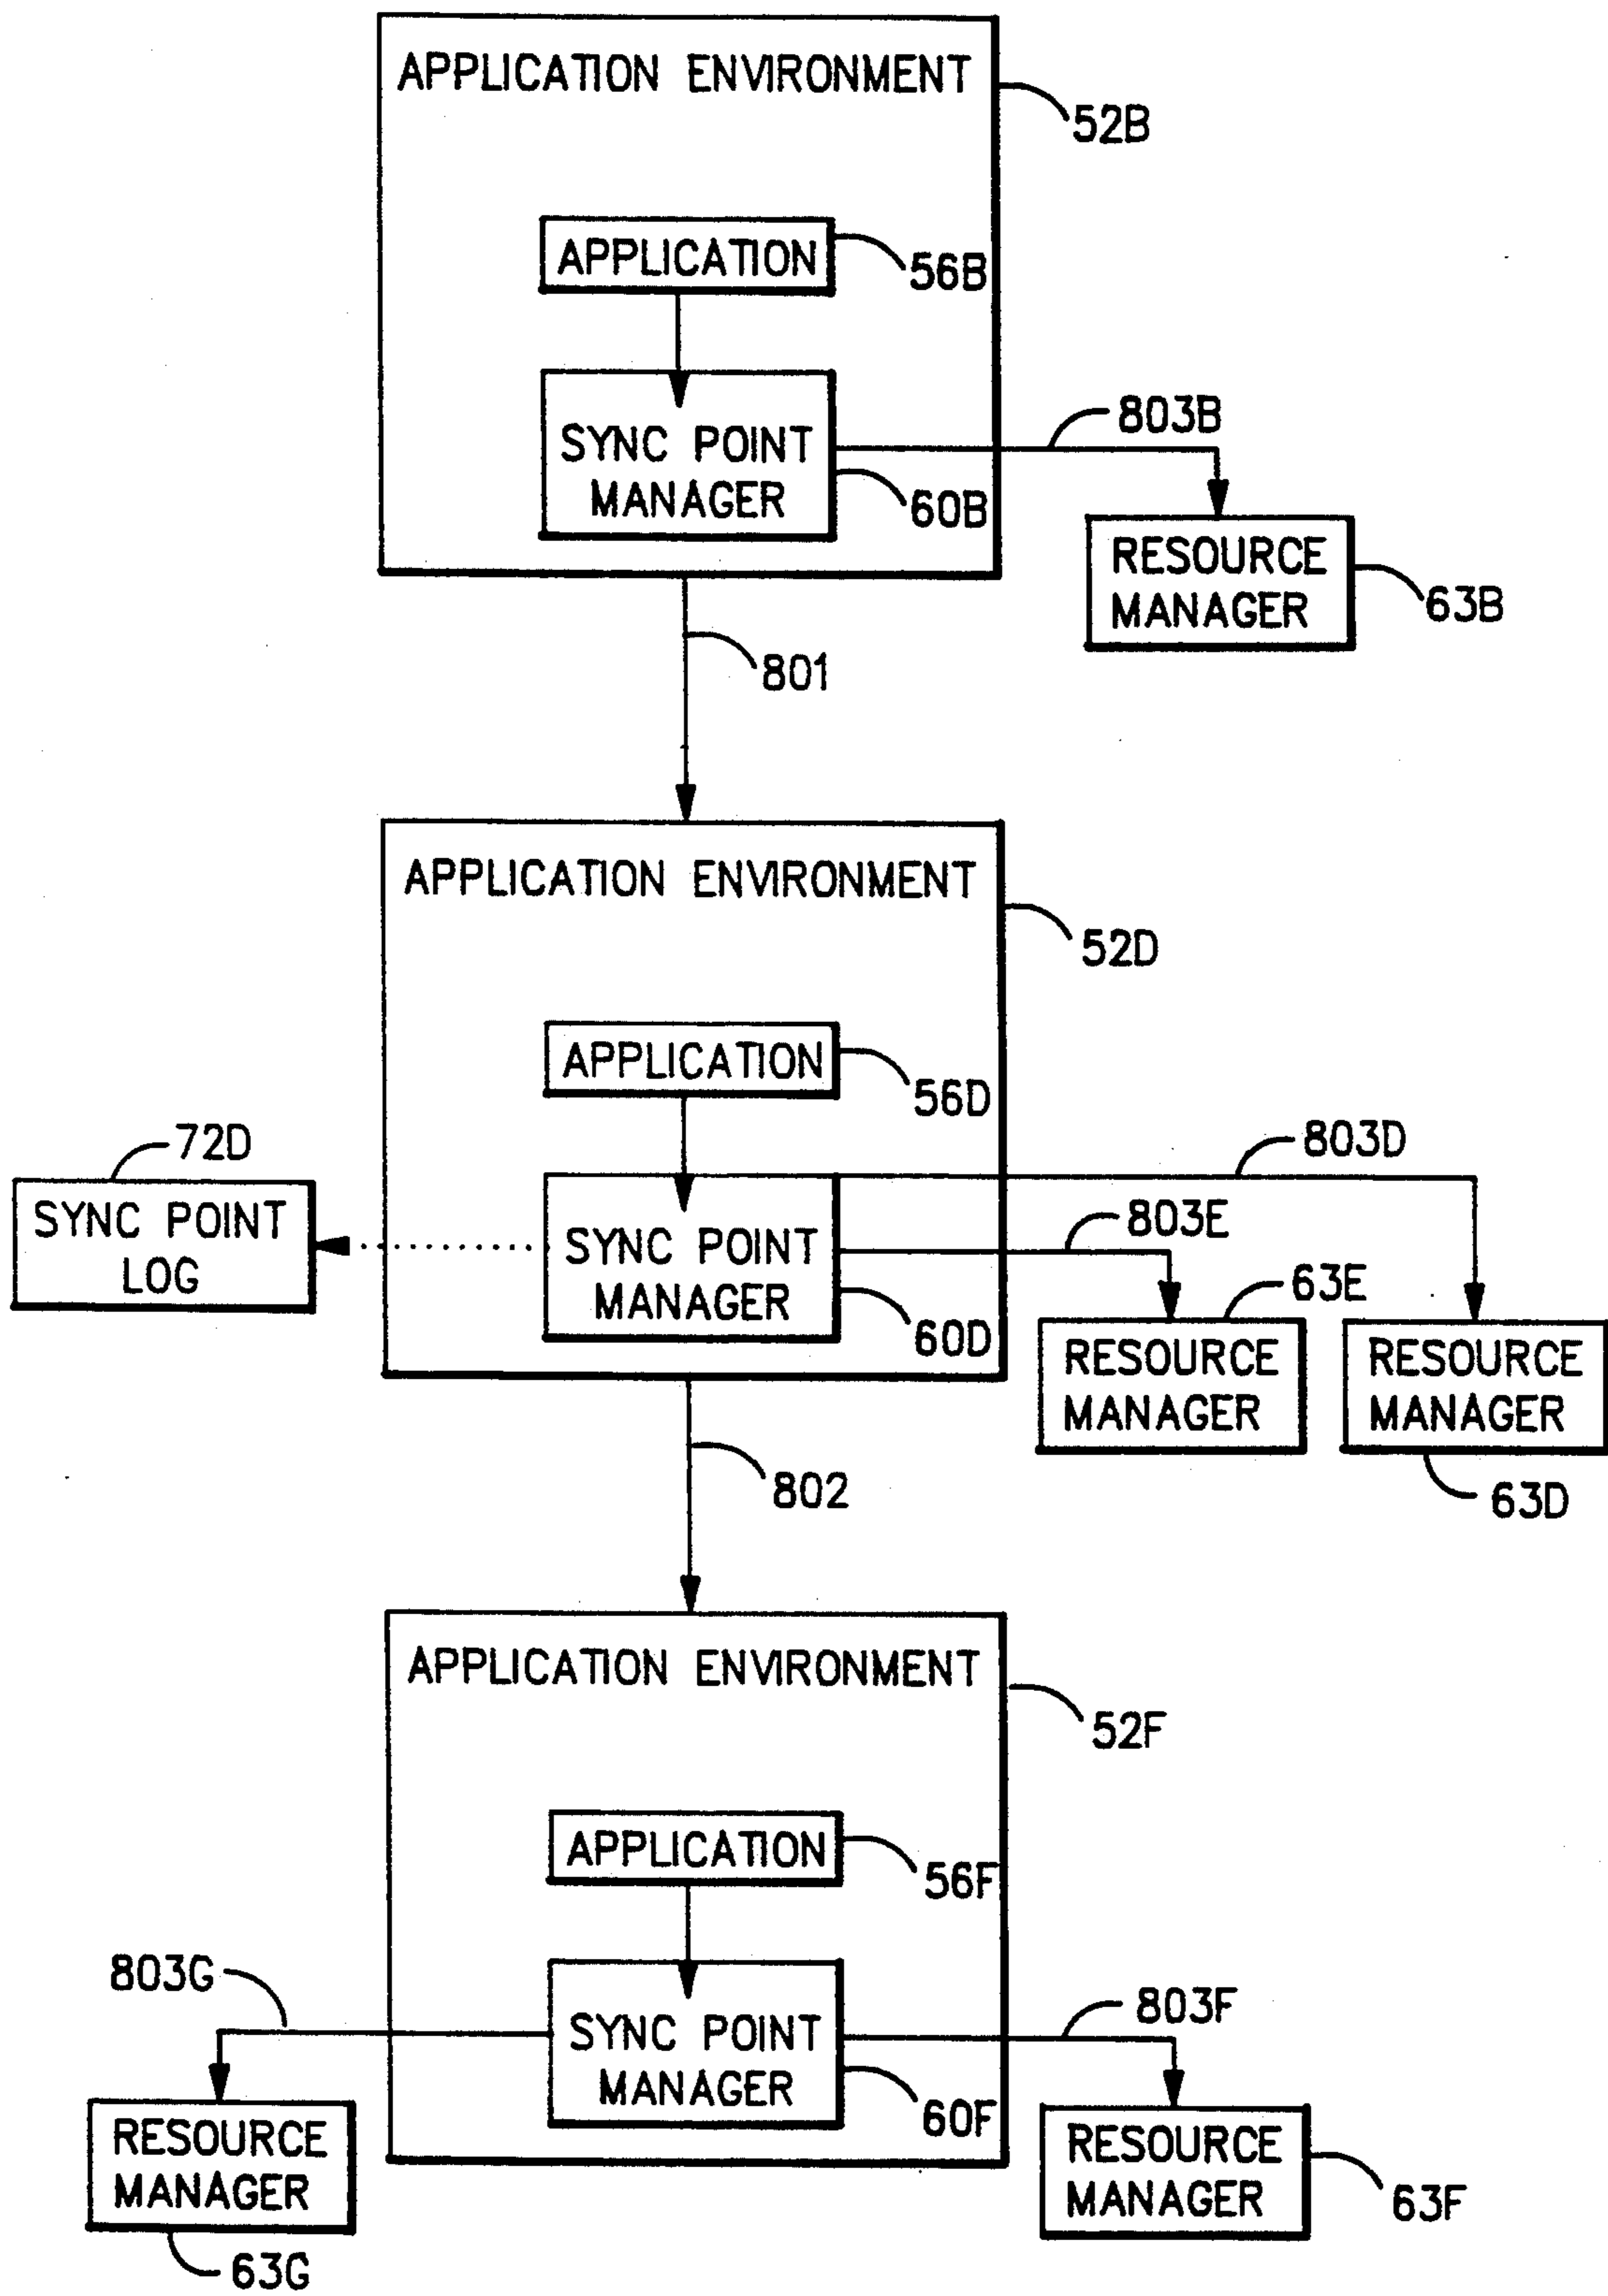 APPLICATION ENVIRONMENT
52B
APPLICATION
56B
SYNC POINT
MANAGER
60B
803B
RESOURCE
MANAGER
63B
801
APPLICATION ENVIRONMENT
52D
APPLICATION
56D
72D
SYNC POINT
LOG
SYNC POINT
MANAGER
60D
803D
803E
63E
RESOURCE
MANAGER
RESOURCE
MANAGER
63D
802
APPLICATION ENVIRONMENT
52F
APPLICATION
56F
803G
SYNC POINT
MANAGER
60F
803F
RESOURCE
MANAGER
63G
RESOURCE
MANAGER
63F